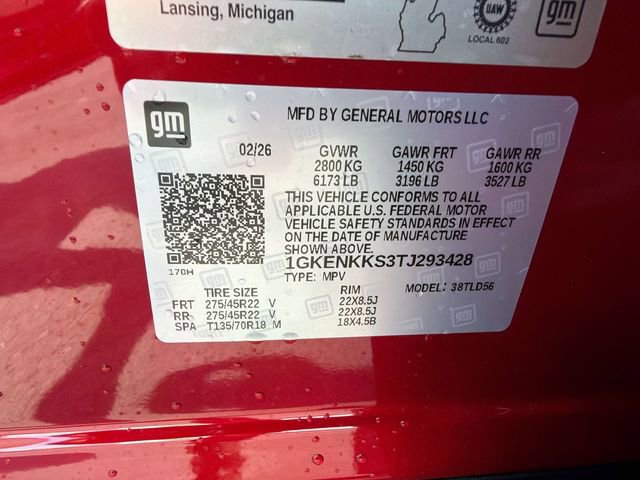 Lansing, Michigan
UAW
LOCAL 602
gm
gm
MFD BY GENERAL MOTORS LLC
02/26 GVWR GAWR FRT GAWR RR
2800 KG 1450 KG 1600 KG
6173 LB 3196 LB 3527 LB
THIS VEHICLE CONFORMS TO ALL
APPLICABLE U.S. FEDERAL MOTOR
VEHICLE SAFETY STANDARDS IN EFFECT
ON THE DATE OF MANUFACTURE
SHOWN ABOVE.
170H
1GKENKKS3TJ293428
TYPE: MPV MODEL: 38TLD56
TIRE SIZE RIM
FRT 275/45R22 V 22X8.5J
RR 275/45R22 V 22X8.5J
SPA T135/70R18 M 18X4.5B